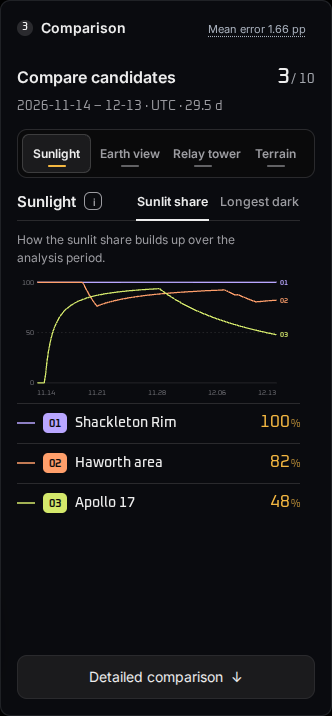 3 Comparison Mean error 1.66 pp
Compare candidates 3 / 10
2026-11-14 – 12-13 · UTC · 29.5 d
Sunlight Earth view Relay tower Terrain
Sunlight i Sunlit share Longest dark
How the sunlit share builds up over the
analysis period.
100 01
02
50 03
0
11.14 11.21 11.28 12.06 12.13
01 Shackleton Rim 100%
02 Haworth area 82%
03 Apollo 17 48%
Detailed comparison ↓